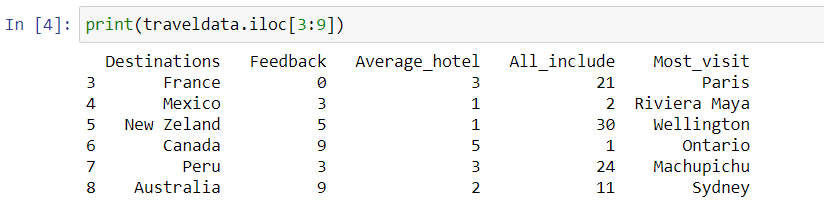 In [4]: print(traveldata.iloc[3:9])
Destinations Feedback Average_hotel All_include Most_visit
3 France 0 3 21 Paris
4 Mexico 3 1 2 Riviera Maya
5 New Zeland 5 1 30 Wellington
6 Canada 9 5 1 Ontario
7 Peru 3 3 24 Machupichu
8 Australia 9 2 11 Sydney